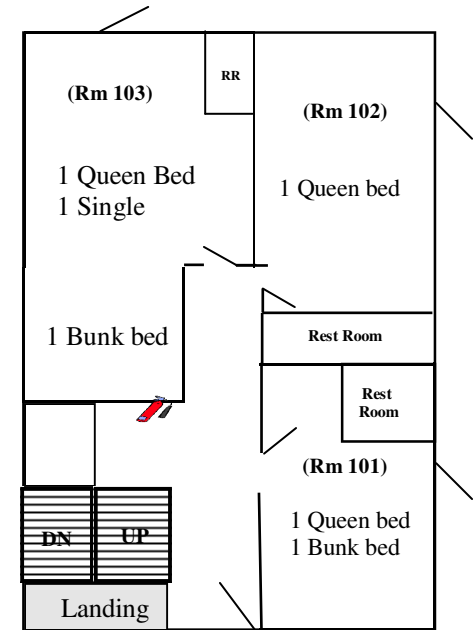 RR
(Rm 103)
(Rm 102)
1 Queen Bed
1 Single
1 Queen bed
1 Bunk bed
Rest Room
Rest
Room
(Rm 101)
1 Queen bed
1 Bunk bed
DN
UP
Landing